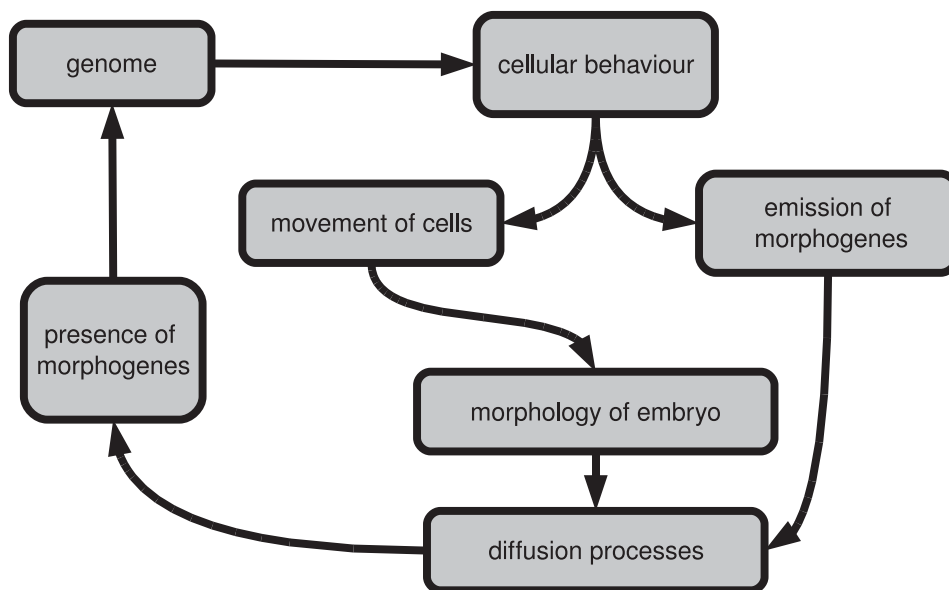 genome
cellular behaviour
movement of cells
emission of
morphogenes
presence of
morphogenes
morphology of embryo
diffusion processes